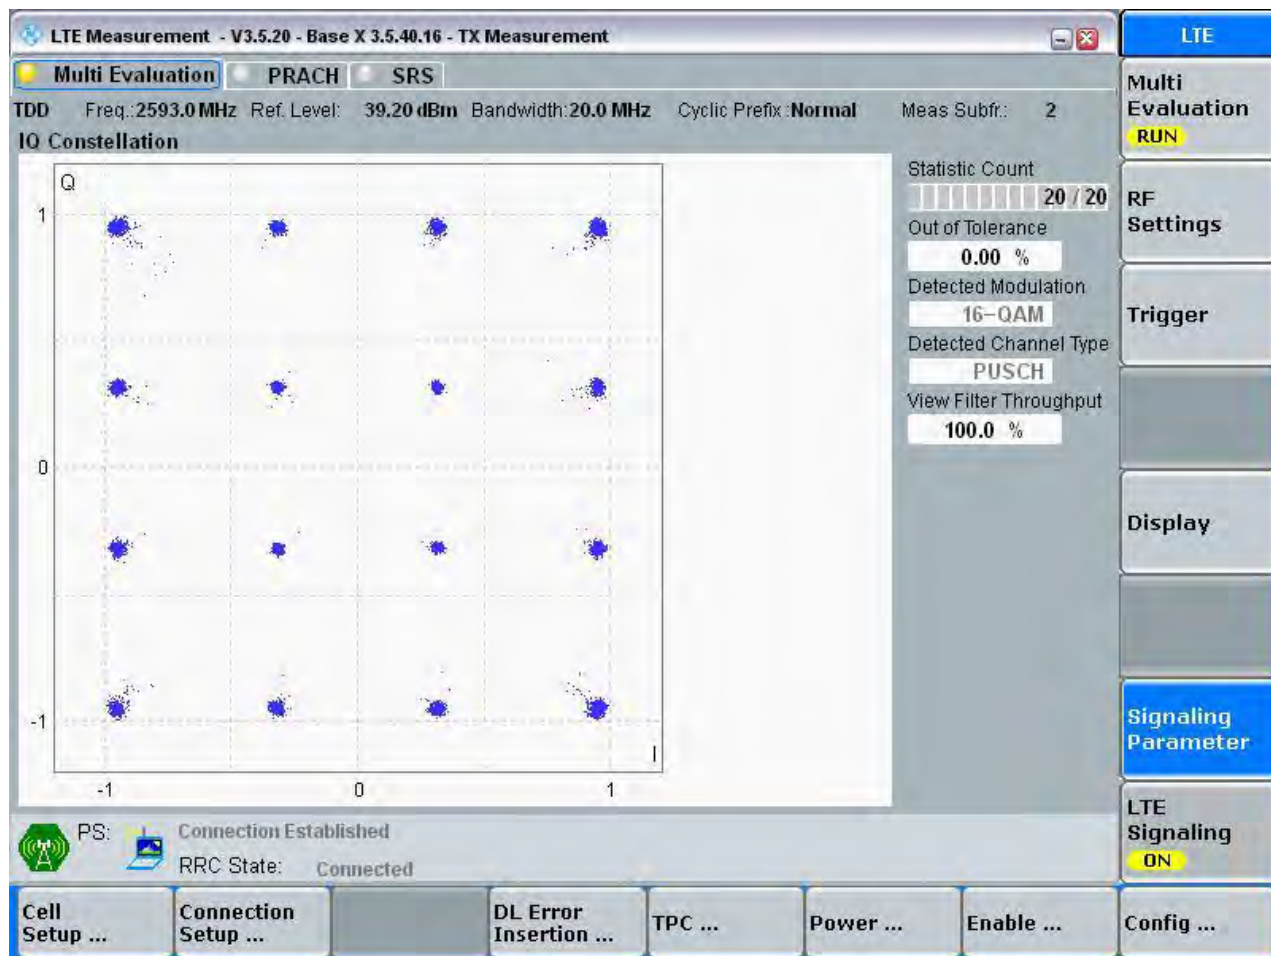 LTE Measurement - V3.5.20 - Base X 3.5.40.16 - TX Measurement
LTE
Multi Evaluation PRACH SRS
TDD Freq.:2593.0 MHz Ref. Level: 39.20 dBm Bandwidth:20.0 MHz Cyclic Prefix :Normal Meas Subfr.: 2
IQ Constellation
Q
1
0
-1
-1 0 1
I
Statistic Count
20 / 20
Out of Tolerance
0.00 %
Detected Modulation
16-QAM
Detected Channel Type
PUSCH
View Filter Throughput
100.0 %
Multi
Evaluation
RUN
RF
Settings
Trigger
Display
Signaling
Parameter
LTE
Signaling
ON
PS: Connection Established
RRC State: Connected
Cell
Setup ...
Connection
Setup ...
DL Error
Insertion ...
TPC ...
Power ...
Enable ...
Config ...